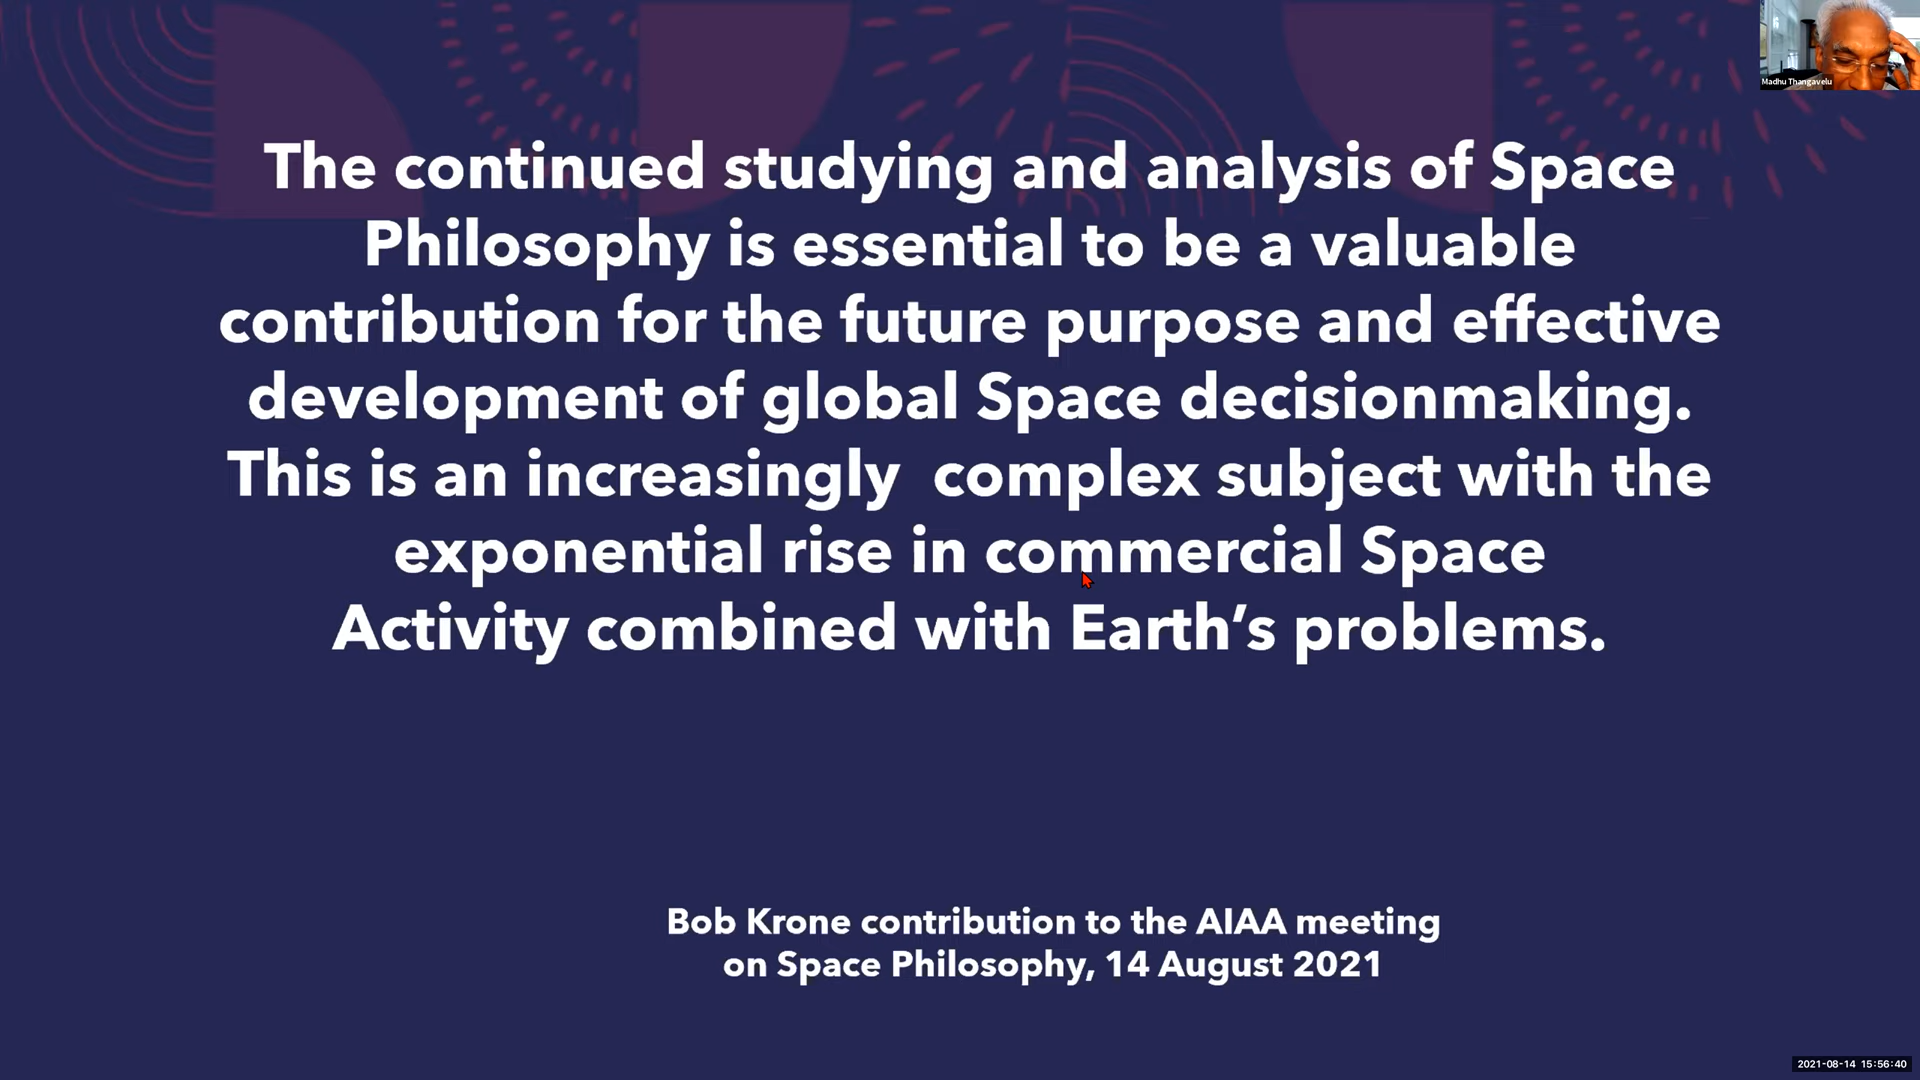 Madhu Thangavelu
The continued studying and analysis of Space
Philosophy is essential to be a valuable
contribution for the future purpose and effective
development of global Space decisionmaking.
This is an increasingly  complex subject with the
exponential rise in commercial Space
Activity combined with Earth’s problems.
Bob Krone contribution to the AIAA meeting
on Space Philosophy, 14 August 2021
2021-08-14 15:56:40